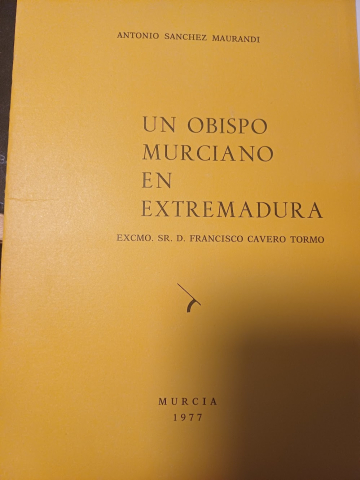 ANTONIO SANCHEZ MAURANDI
UN OBISPO
MURCIANO
EN
EXTREMADURA
EXCMO. SR. D. FRANCISCO CAVERO TORMO
MURCIA
1977